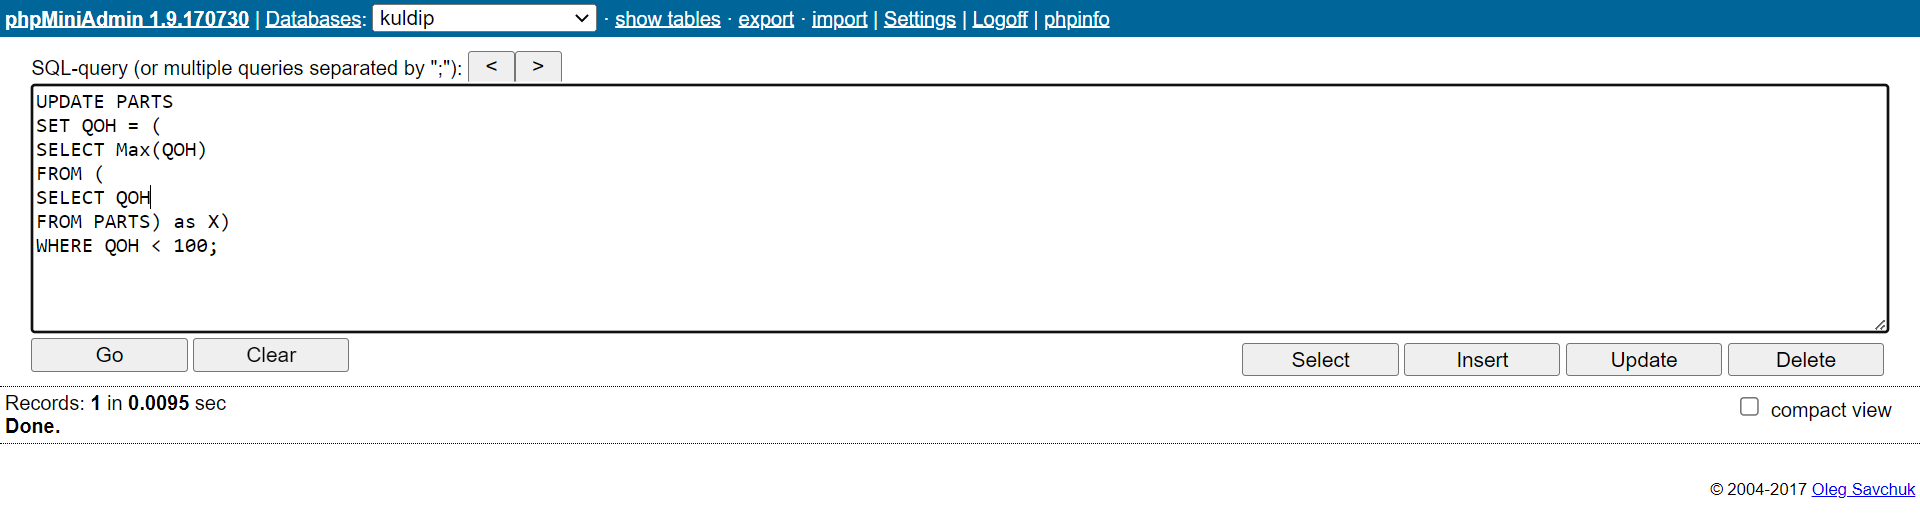 phpMiniAdmin 1.9.170730 | Databases: kuldip · show tables · export · import | Settings | Logoff | phpinfo
SQL-query (or multiple queries separated by ";"): < >
UPDATE PARTS
SET QOH = (
SELECT Max(QOH)
FROM (
SELECT QOH
FROM PARTS) as X)
WHERE QOH < 100;
Go Clear Select Insert Update Delete
Records: 1 in 0.0095 sec compact view
Done.
© 2004-2017 Oleg Savchuk